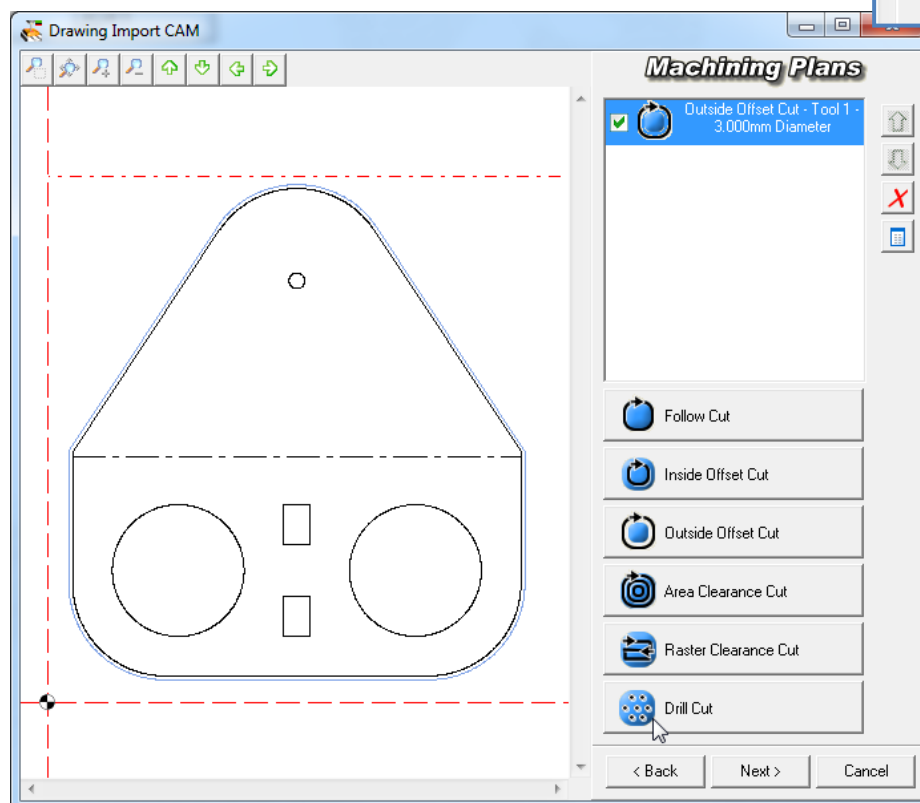 Drawing Import CAM
Machining Plans
Outside Offset Cut - Tool 1 -
3.000mm Diameter
Follow Cut
Inside Offset Cut
Outside Offset Cut
Area Clearance Cut
Raster Clearance Cut
Drill Cut
< Back
Next >
Cancel